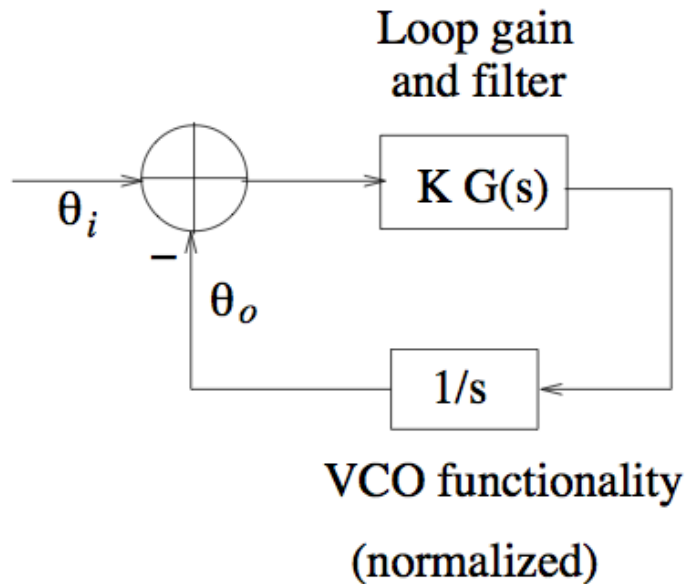 Loop gain
and filter
K G(s)
θi
−
θo
1/s
VCO functionality
(normalized)